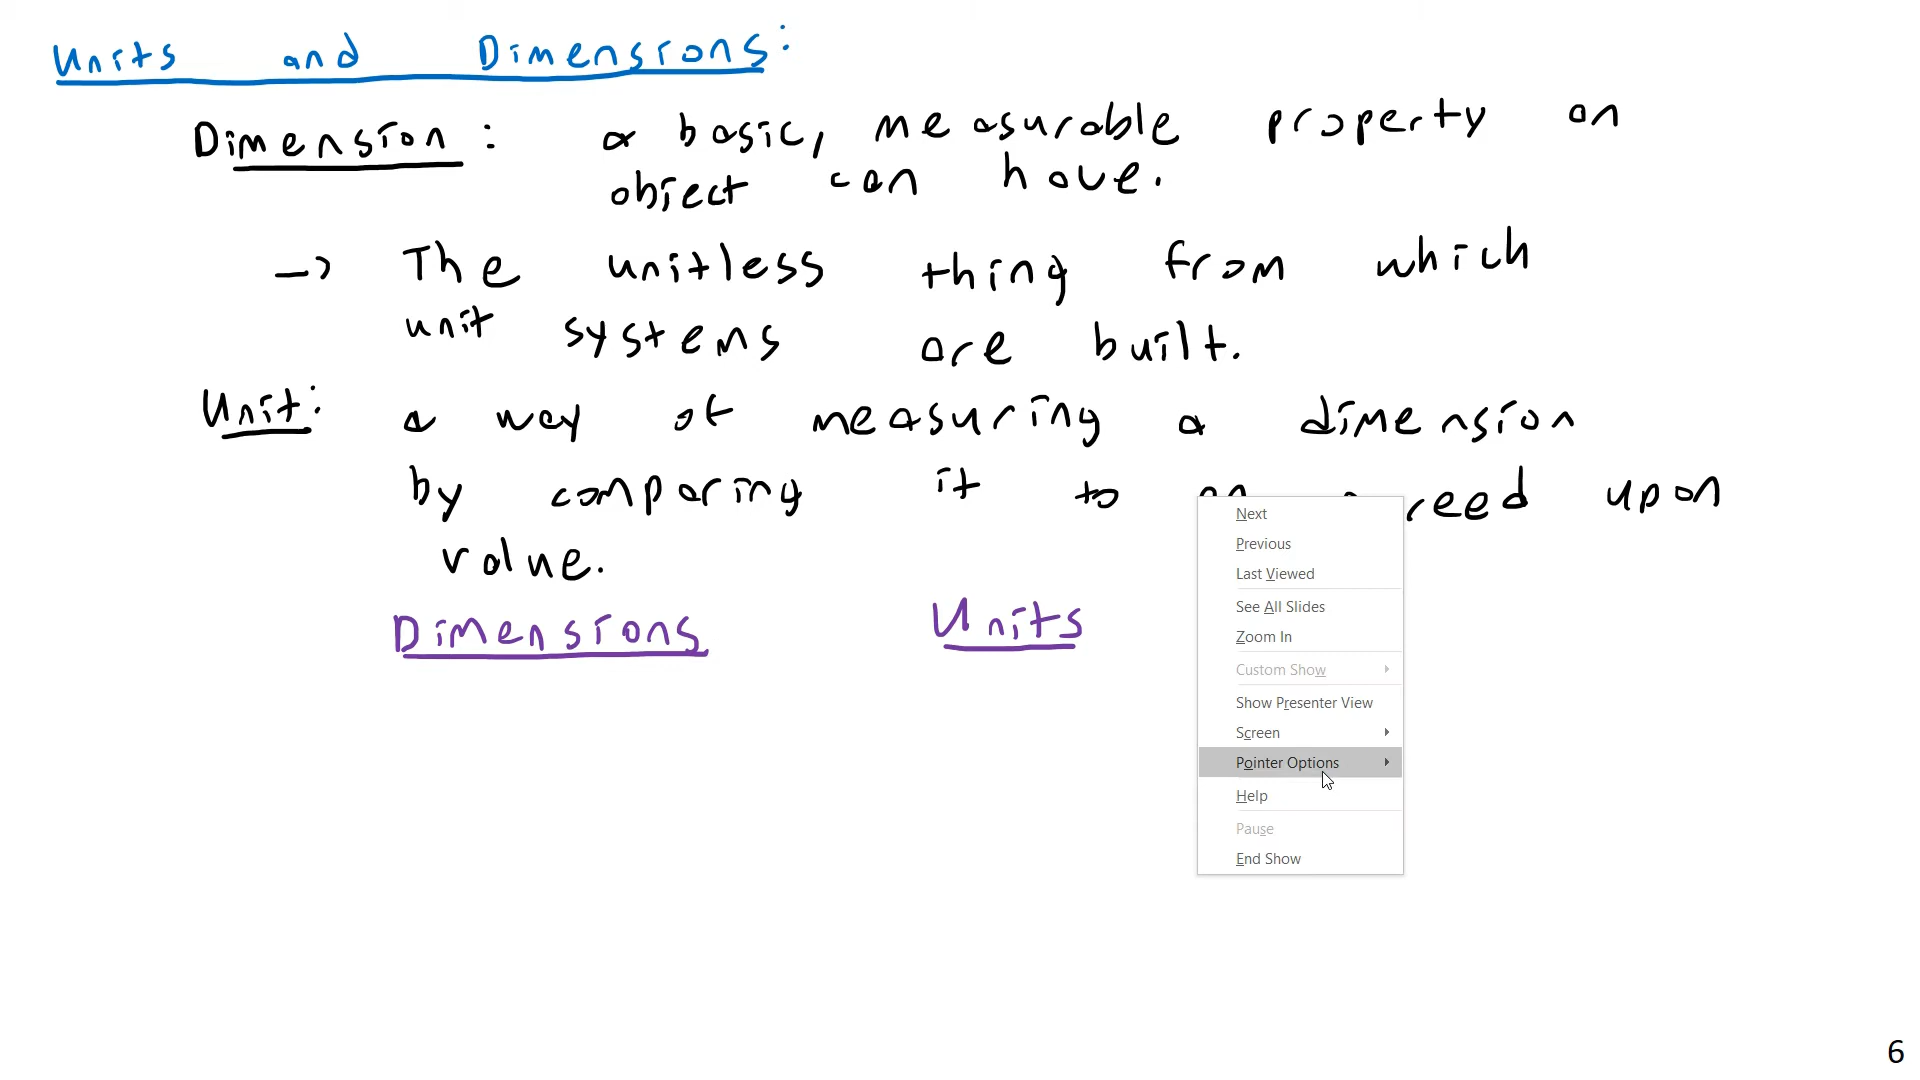 Units and Dimensions:
Dimension: a basic, measurable property an
object can have.
→ The unitless thing from which
unit systems are built.
Unit: a way of measuring a dimension
by comparing it to an reed upon
value.
Dimensions Units
Next
Previous
Last Viewed
See All Slides
Zoom In
Custom Show
Show Presenter View
Screen
Pointer Options
Help
Pause
End Show
6